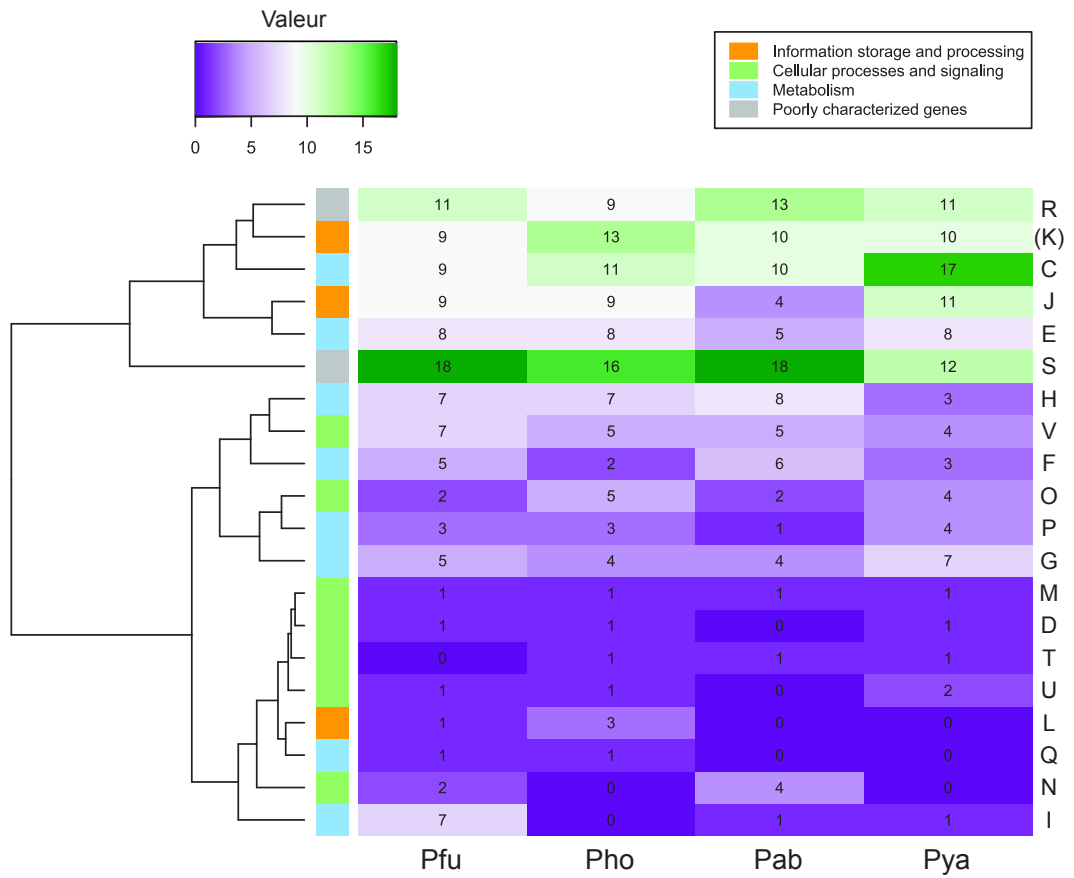 Valeur
0 5 10 15
Information storage and processing
Cellular processes and signaling
Metabolism
Poorly characterized genes
11 9 13 11 R
9 13 10 10 (K)
9 11 10 17 C
9 9 4 11 J
8 8 5 8 E
18 16 18 12 S
7 7 8 3 H
7 5 5 4 V
5 2 6 3 F
2 5 2 4 O
3 3 1 4 P
5 4 4 7 G
1 1 1 1 M
1 1 0 1 D
0 1 1 1 T
1 1 0 2 U
1 3 0 0 L
1 1 0 0 Q
2 0 4 0 N
7 0 1 1 I
Pfu Pho Pab Pya